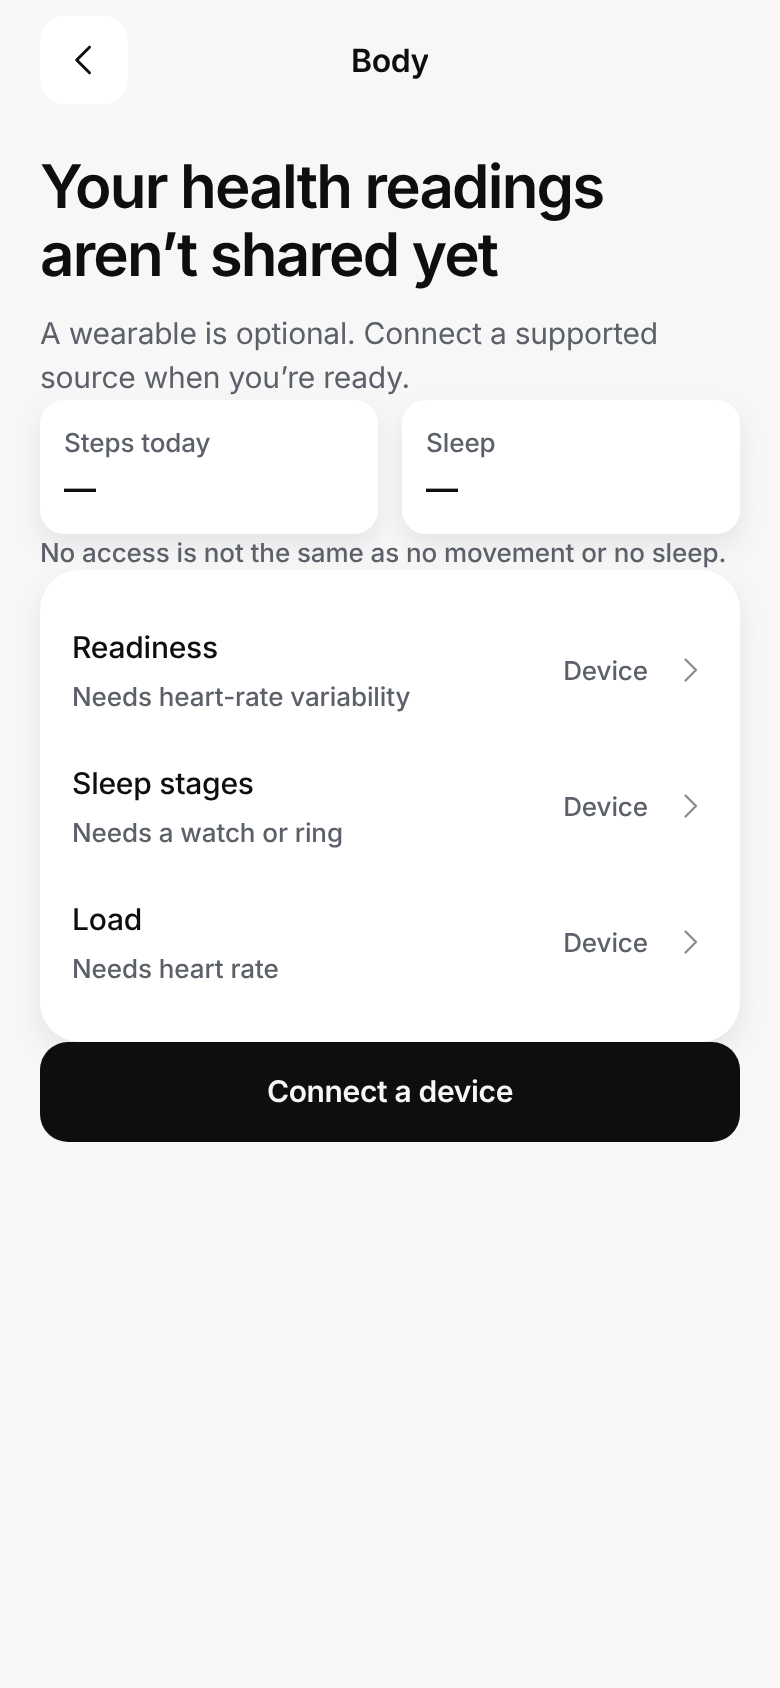 Body
Your health readings
aren’t shared yet
A wearable is optional. Connect a supported
source when you’re ready.
Steps today
—
Sleep
—
No access is not the same as no movement or no sleep.
Readiness
Needs heart-rate variability
Device
Sleep stages
Needs a watch or ring
Device
Load
Needs heart rate
Device
Connect a device